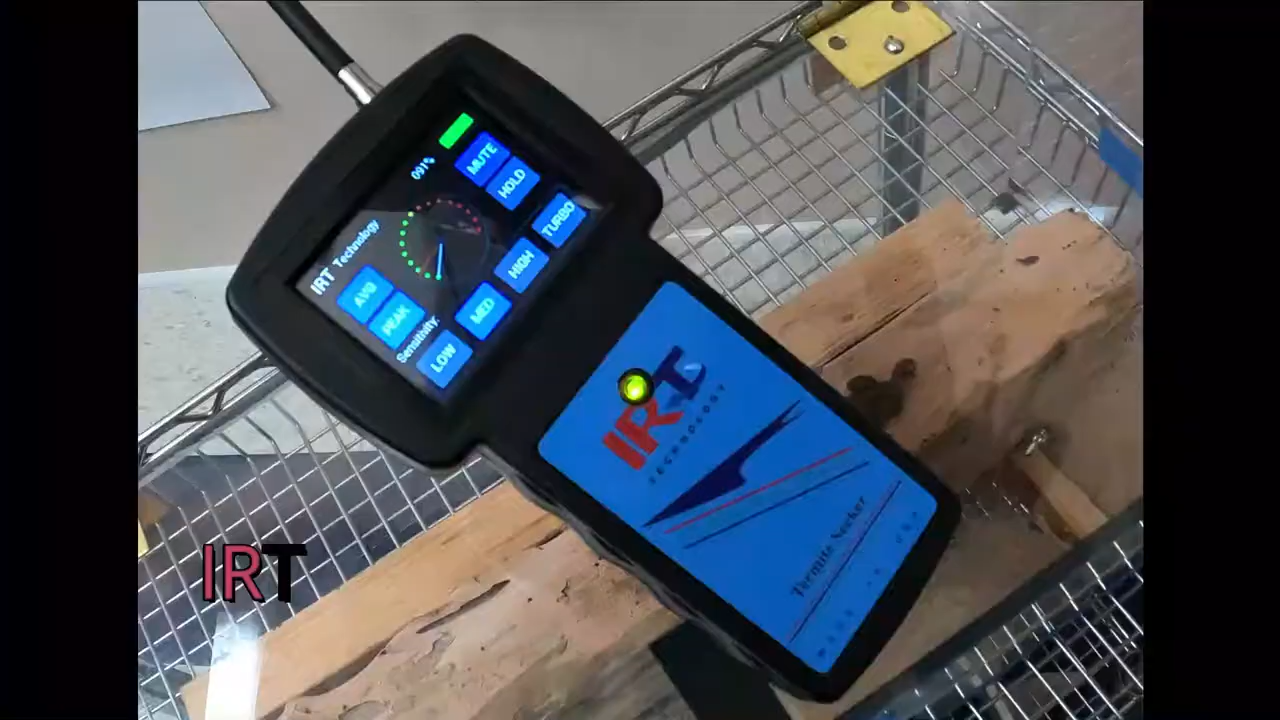 091%
MUTE
HOLD
IRT Technology
AVG
PEAK
Sensitivity:
LOW
MED
HIGH
TURBO
IRT
TECHNOLOGY
Termite Seeker
IRT